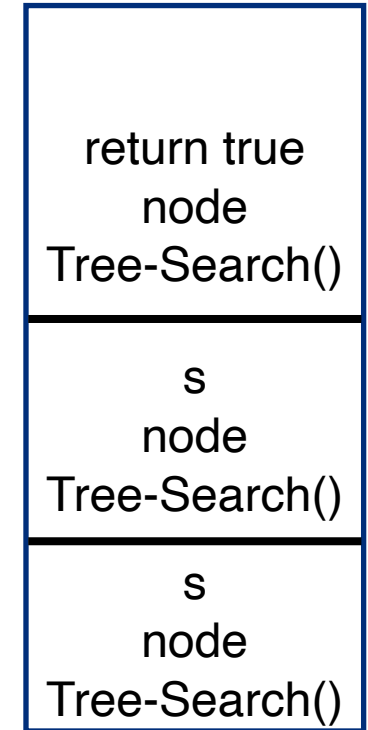 return true
node
Tree-Search()
s
node
Tree-Search()
s
node
Tree-Search()